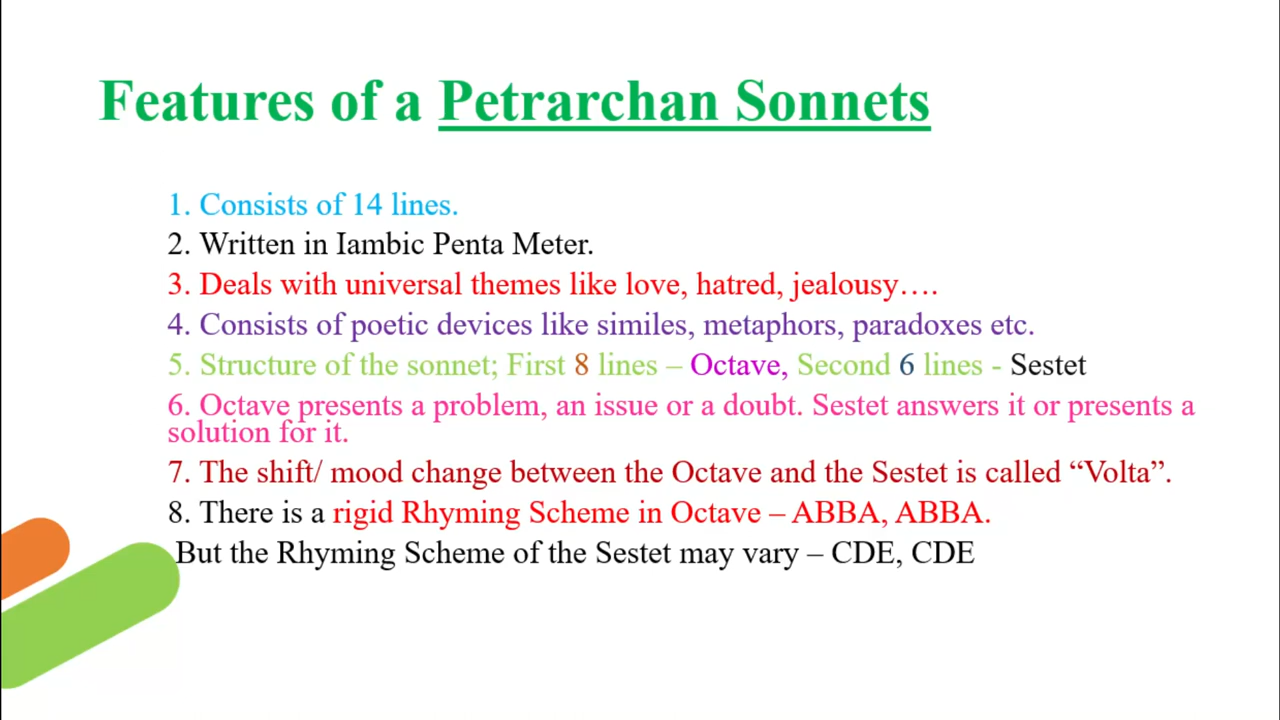 Features of a Petrarchan Sonnets
1. Consists of 14 lines.
2. Written in Iambic Penta Meter.
3. Deals with universal themes like love, hatred, jealousy….
4. Consists of poetic devices like similes, metaphors, paradoxes etc.
5. Structure of the sonnet; First 8 lines – Octave, Second 6 lines - Sestet
6. Octave presents a problem, an issue or a doubt. Sestet answers it or presents a
solution for it.
7. The shift/ mood change between the Octave and the Sestet is called “Volta”.
8. There is a rigid Rhyming Scheme in Octave – ABBA, ABBA.
But the Rhyming Scheme of the Sestet may vary – CDE, CDE